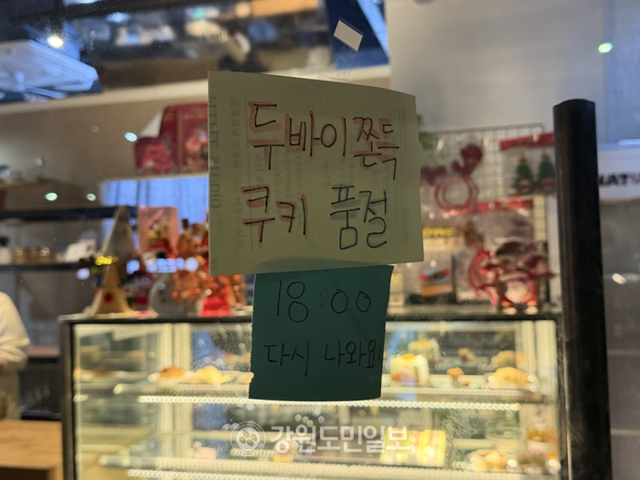 두바이쫀득
쿠키 품절
18:00
다시 나와요!
강원도민일보